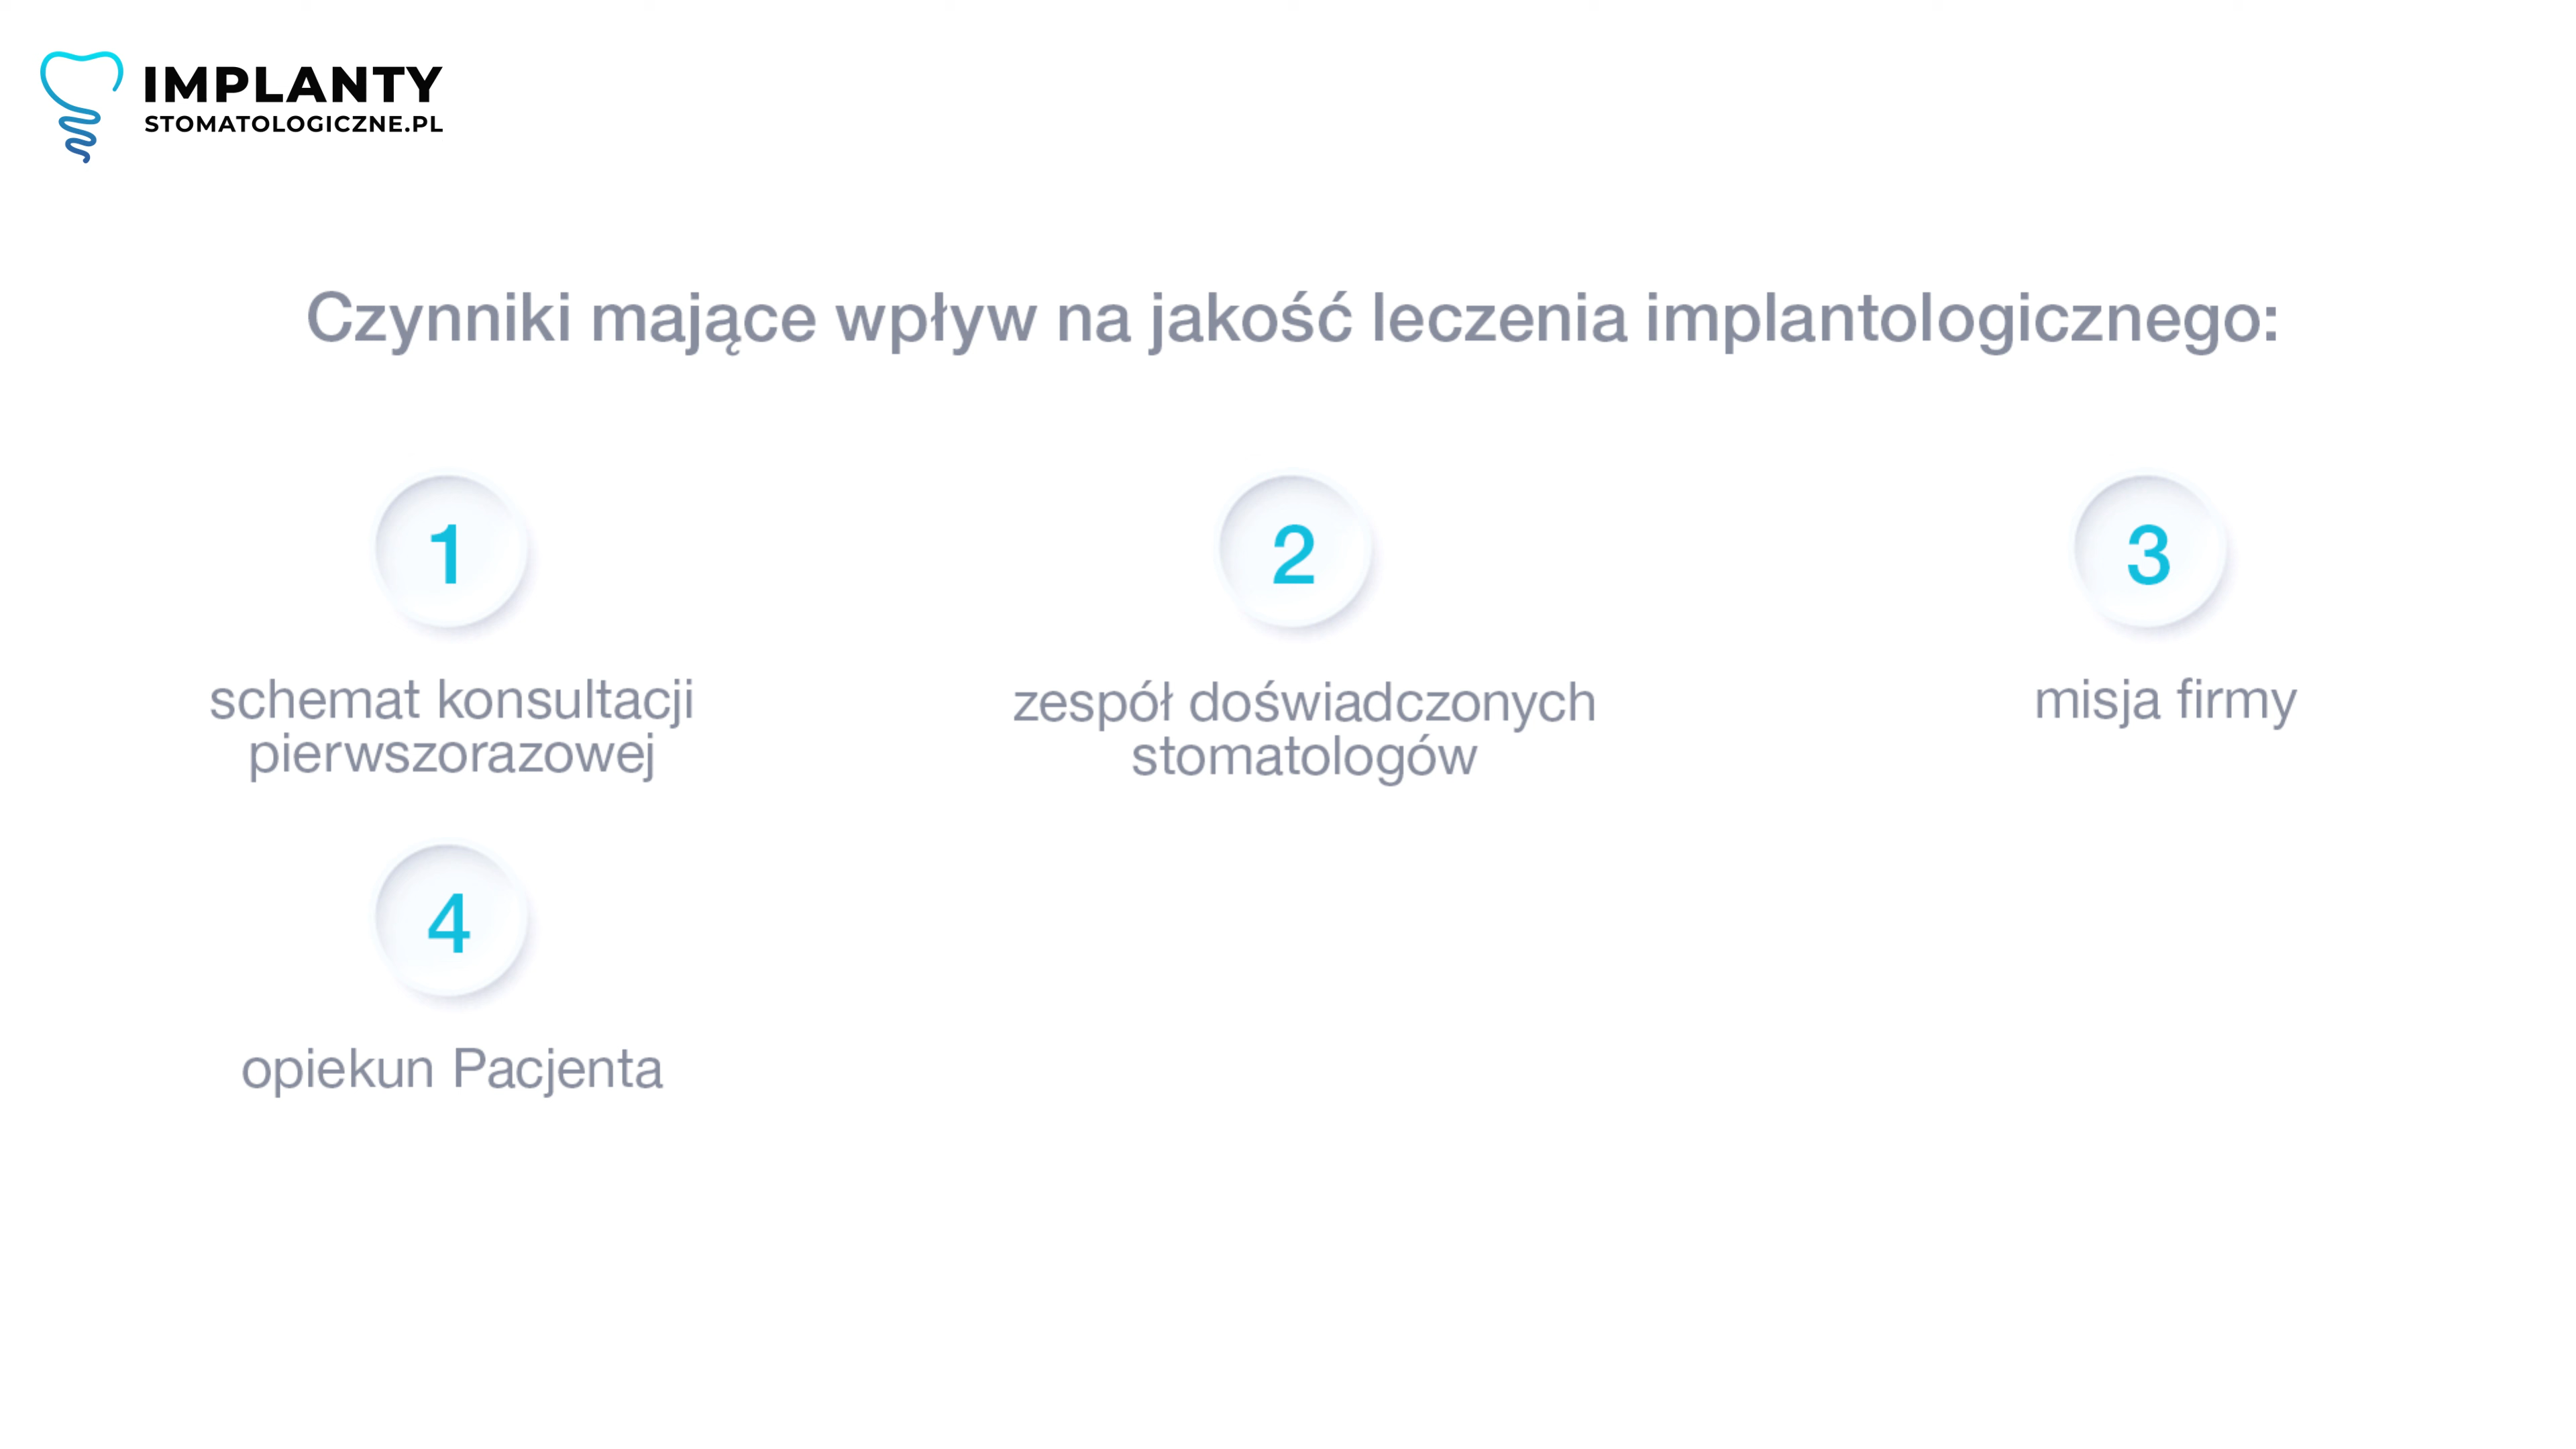 IMPLANTY
STOMATOLOGICZNE.PL
Czynniki mające wpływ na jakość leczenia implantologicznego:
1
schemat konsultacji
pierwszorazowej
2
zespół doświadczonych
stomatologów
3
misja firmy
4
opiekun Pacjenta